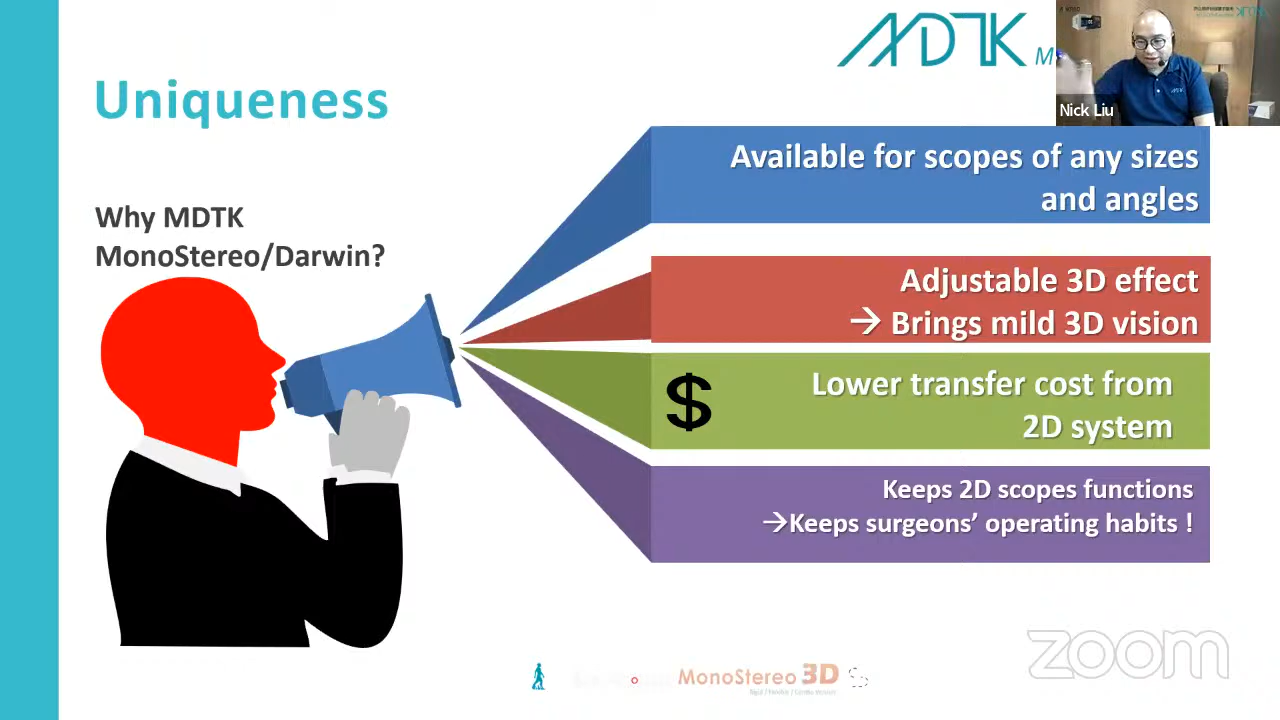 MDTK
M
Nick Liu
Uniqueness
Why MDTK
MonoStereo/Darwin?
Available for scopes of any sizes
and angles
Adjustable 3D effect
→ Brings mild 3D vision
$
Lower transfer cost from
2D system
Keeps 2D scopes functions
→Keeps surgeons’ operating habits !
zoom
MonoStereo 3D